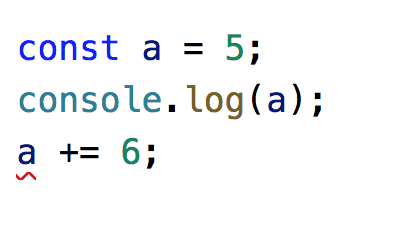 const a = 5;
console.log(a);
a += 6;